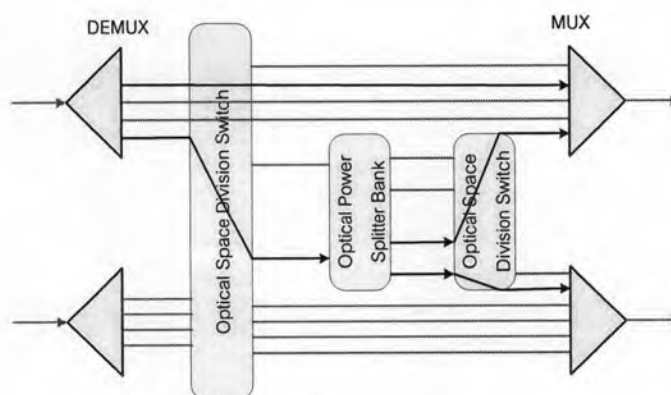 DEMUX
MUX
Optical Space Division Switch
Optical Power
Splitter Bank
Optical Space
Division Switch